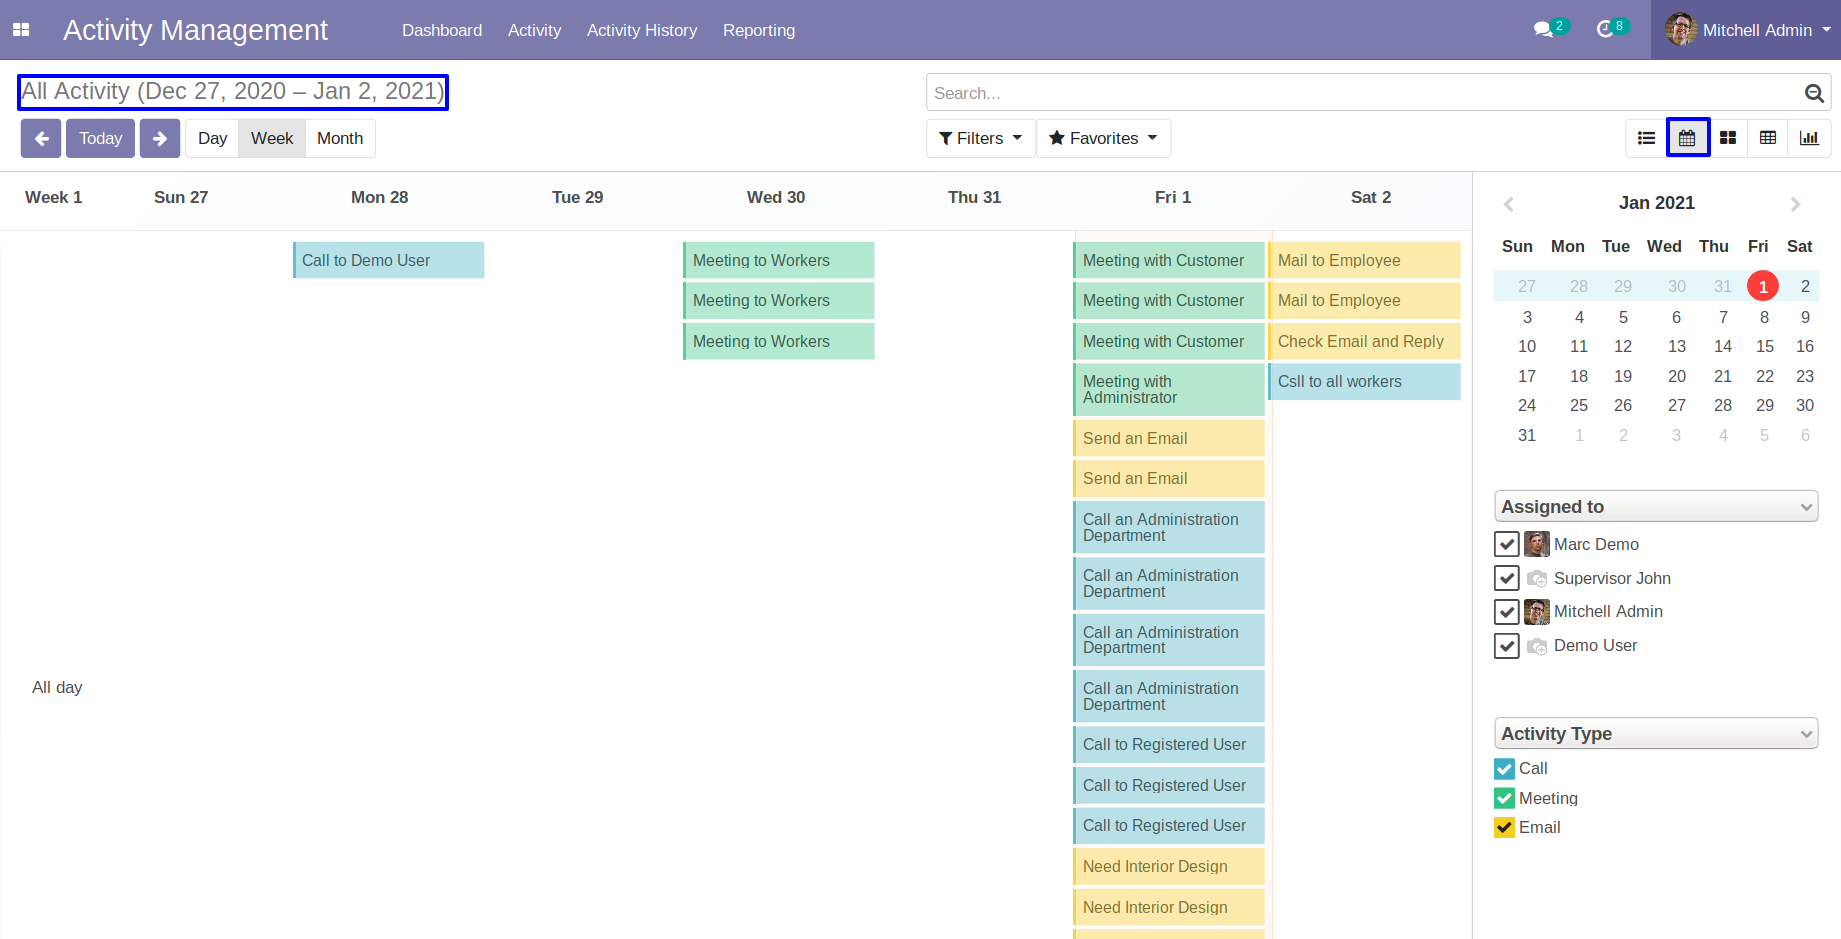 Activity Management
Dashboard
Activity
Activity History
Reporting
2
8
Mitchell Admin
All Activity (Dec 27, 2020 – Jan 2, 2021)
Search...
Today
Day
Week
Month
Filters
Favorites
Week 1
Sun 27
Mon 28
Tue 29
Wed 30
Thu 31
Fri 1
Sat 2
All day
Call to Demo User
Meeting to Workers
Meeting to Workers
Meeting to Workers
Meeting with Customer
Meeting with Customer
Meeting with Customer
Meeting with
Administrator
Send an Email
Send an Email
Call an Administration
Department
Call an Administration
Department
Call an Administration
Department
Call an Administration
Department
Call to Registered User
Call to Registered User
Call to Registered User
Need Interior Design
Need Interior Design
Mail to Employee
Mail to Employee
Check Email and Reply
Csll to all workers
Jan 2021
Sun Mon Tue Wed Thu Fri Sat
27 28 29 30 31 1 2
3 4 5 6 7 8 9
10 11 12 13 14 15 16
17 18 19 20 21 22 23
24 25 26 27 28 29 30
31 1 2 3 4 5 6
Assigned to
Marc Demo
Supervisor John
Mitchell Admin
Demo User
Activity Type
Call
Meeting
Email